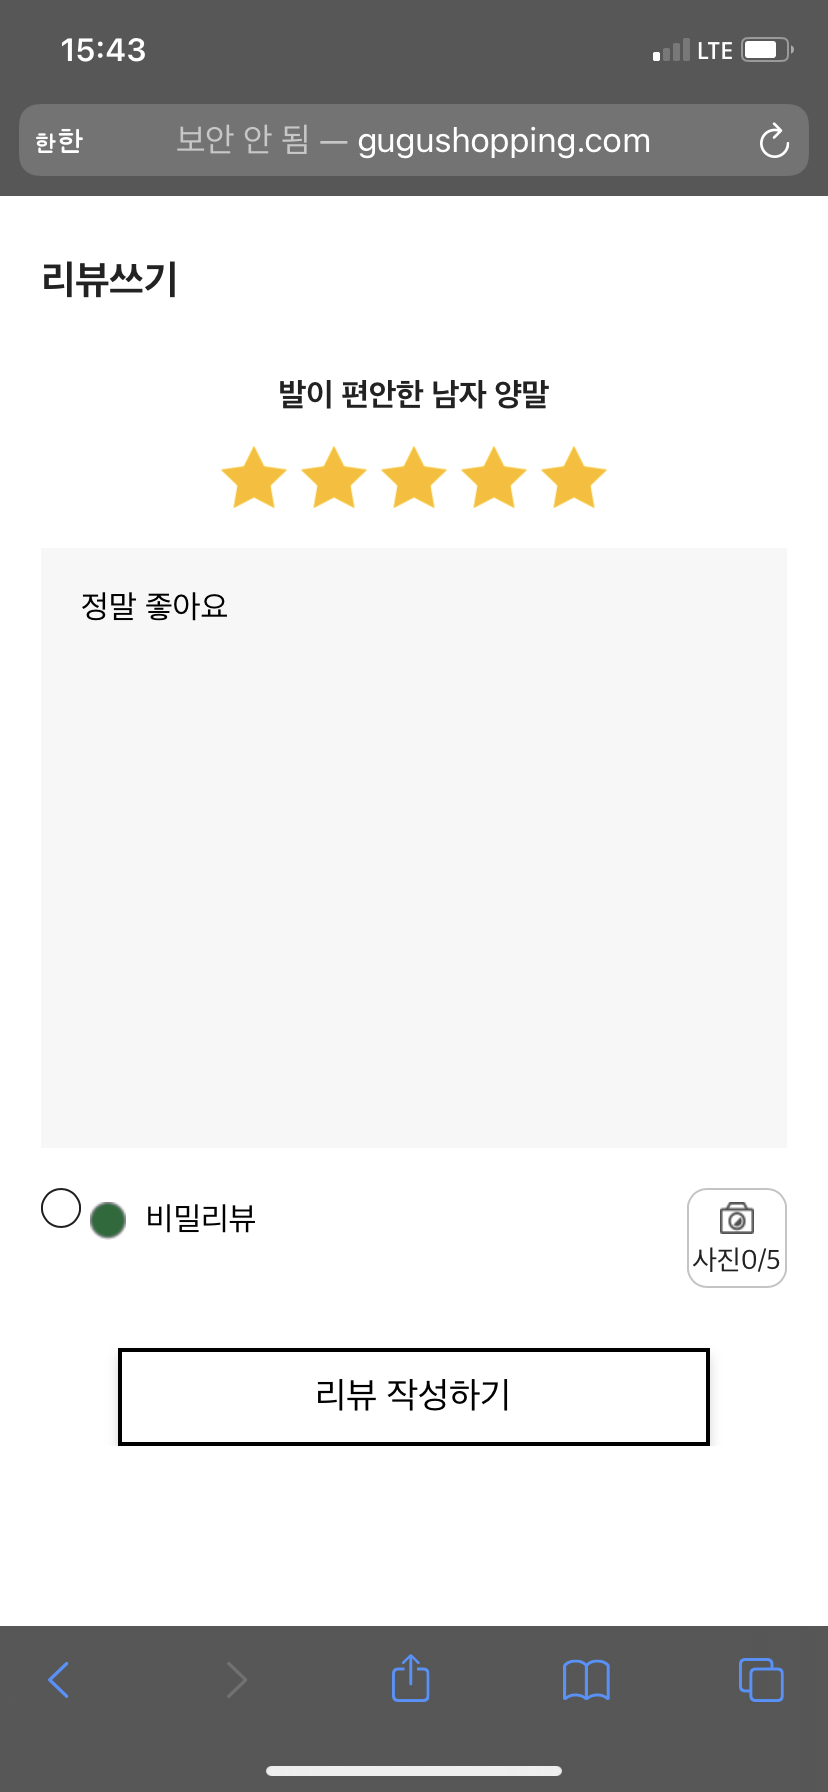 15:43
LTE
한한 보안 안 됨 — gugushopping.com
리뷰쓰기
발이 편안한 남자 양말
정말 좋아요
비밀리뷰
사진0/5
리뷰 작성하기